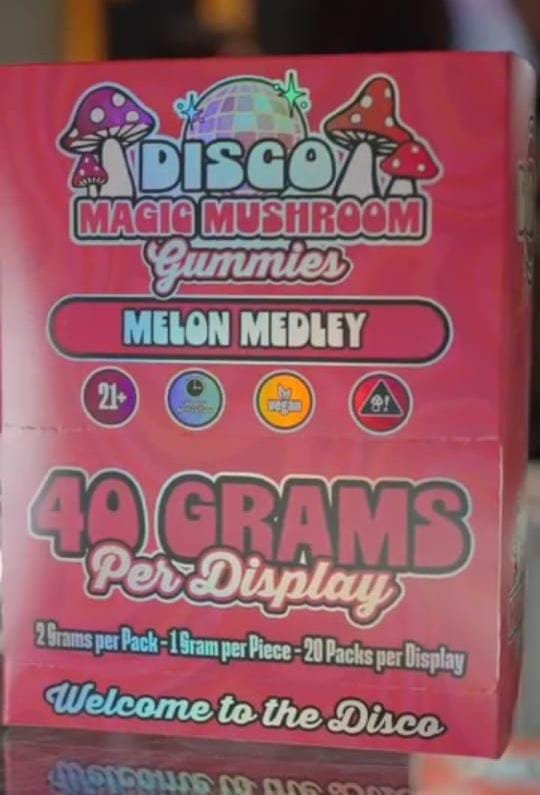 DISCO
MAGIC MUSHROOM
Gummies
MELON MEDLEY
21+
vegan
40 GRAMS
Per Display
2 Grams per Pack - 1 Gram per Piece - 20 Packs per Display
Welcome to the Disco